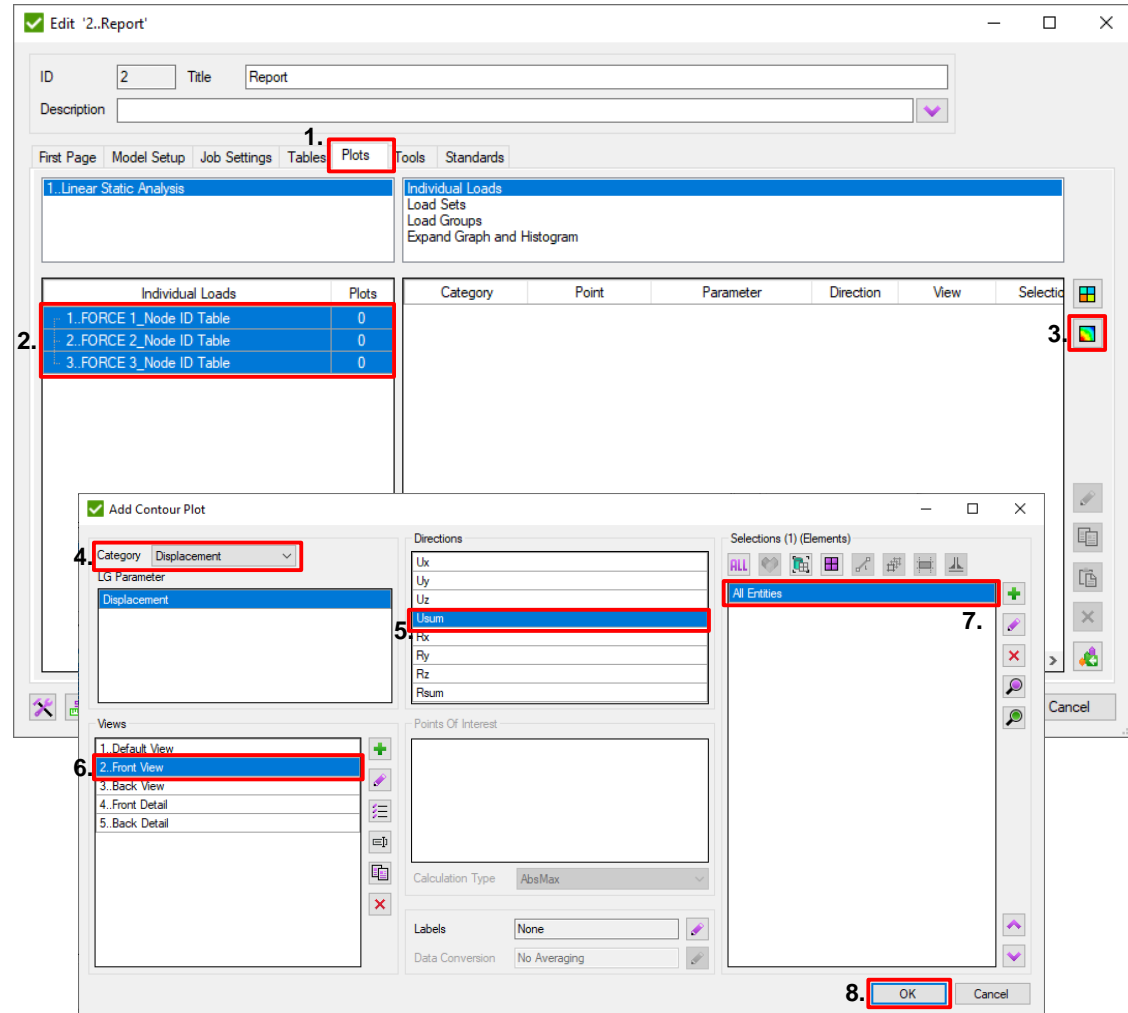 Edit '2..Report'
ID 2 Title Report
Description
1.
First Page Model Setup Job Settings Tables Plots Tools Standards
1..Linear Static Analysis
Individual Loads
Load Sets
Load Groups
Expand Graph and Histogram
Individual Loads Plots
Category Point Parameter Direction View Selectio
2.
1..FORCE 1_Node ID Table 0
2..FORCE 2_Node ID Table 0
3..FORCE 3_Node ID Table 0
3.
Cancel
Add Contour Plot
4.
Category Displacement
LG Parameter
Displacement
Directions
Ux
Uy
Uz
5.
Usum
Rx
Ry
Rz
Rsum
Selections (1) (Elements)
ALL
All Entities
7.
Views
1..Default View
6.
2..Front View
3..Back View
4..Front Detail
5..Back Detail
Points Of Interest
Calculation Type AbsMax
Labels None
Data Conversion No Averaging
8.
OK Cancel